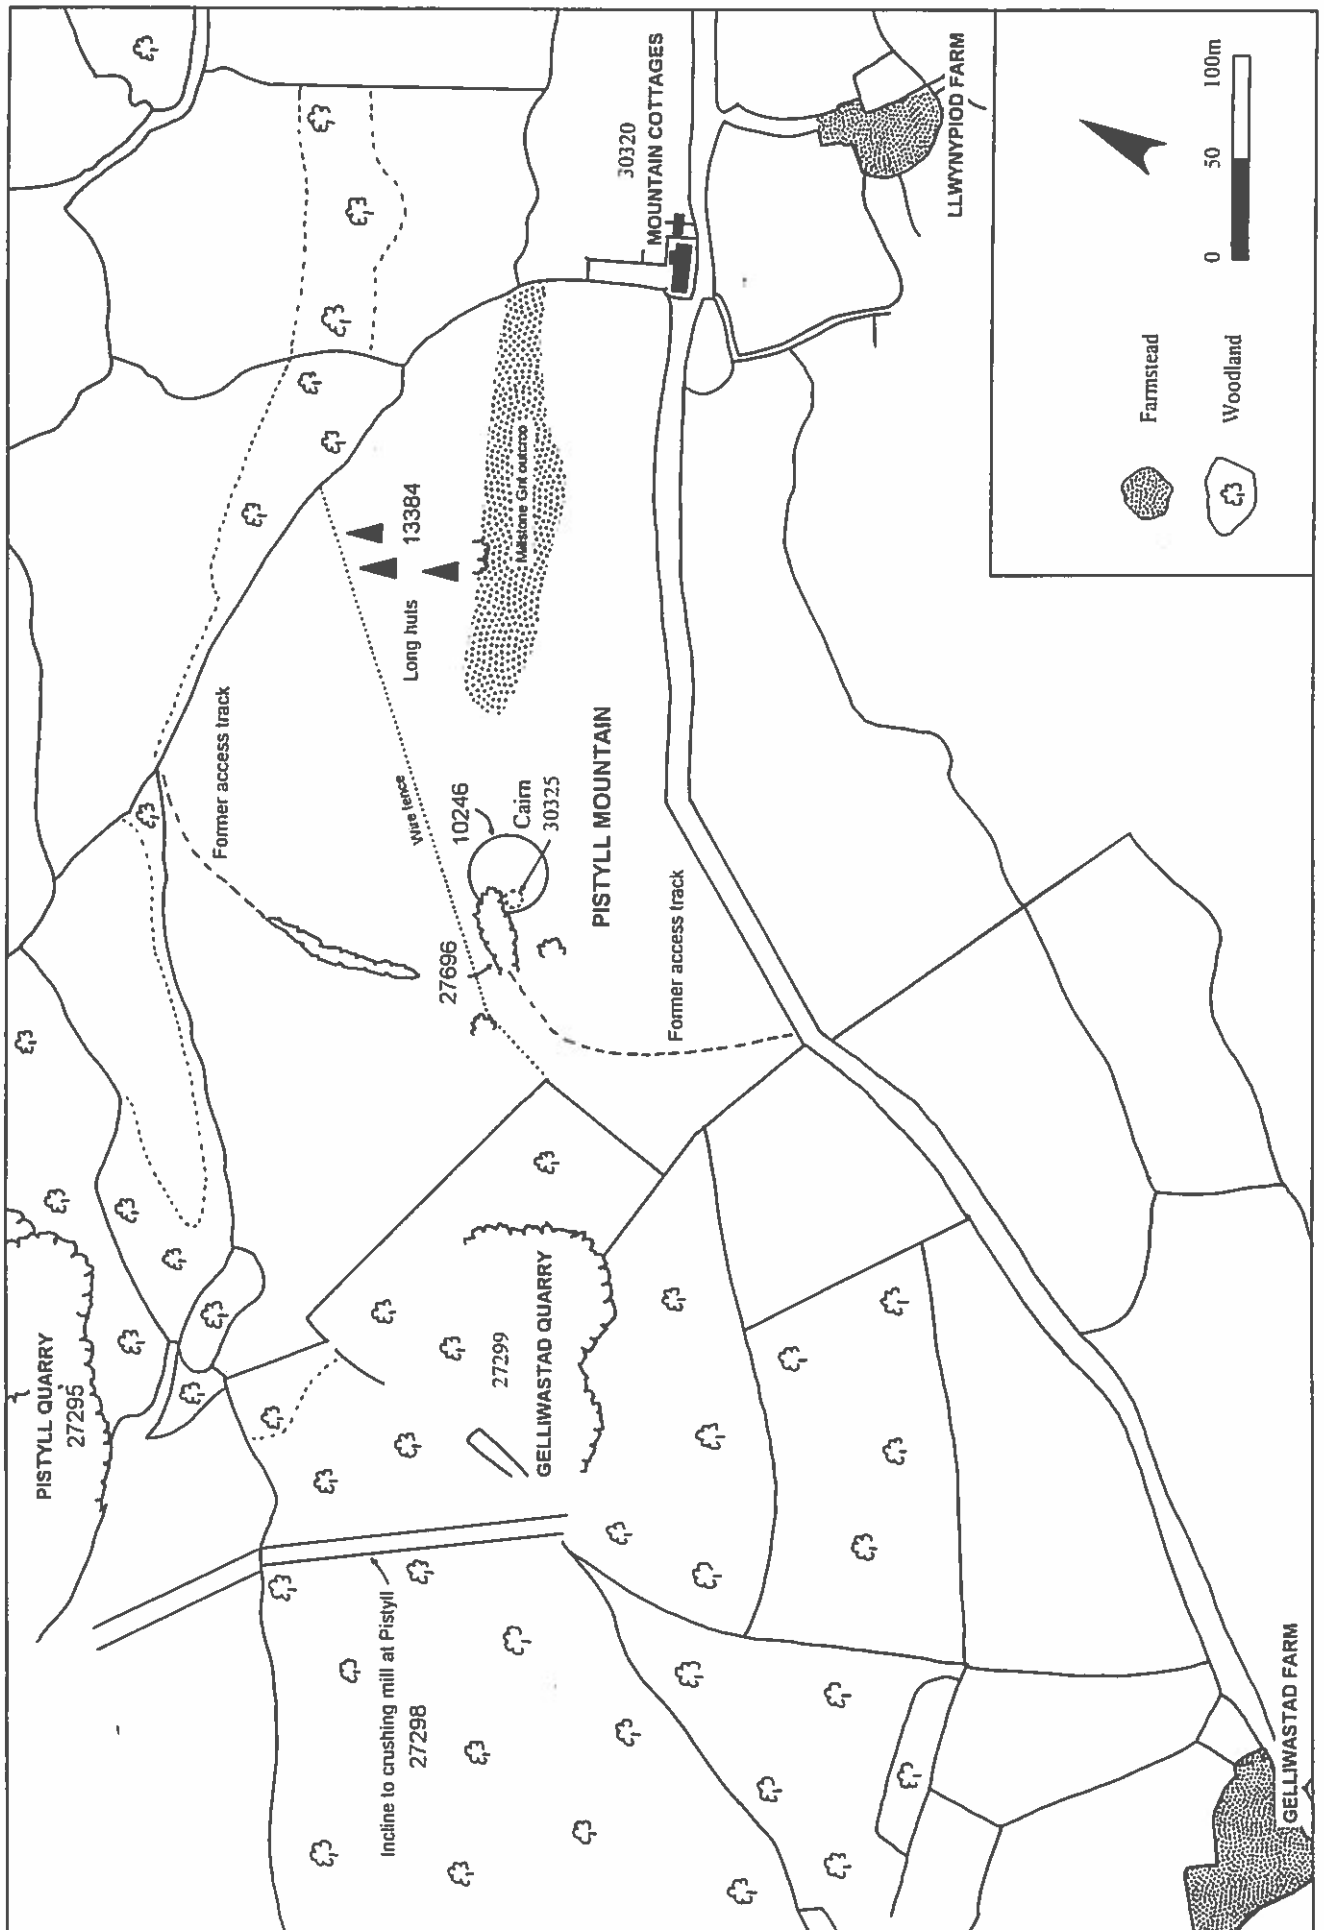 PISTYLL QUARRY
27295
Incline to crushing mill at Pistyll
27298
27299
GELLIWASTAD QUARRY
GELLIWASTAD FARM
Former access track
Wire fence
27696
10246
Cairn
30325
PISTYLL MOUNTAIN
Former access track
Long huts
13384
Millstone Grit outcrop
30320
MOUNTAIN COTTAGES
LLWYNYPIOD FARM
Farmstead
Woodland
0
50
100m